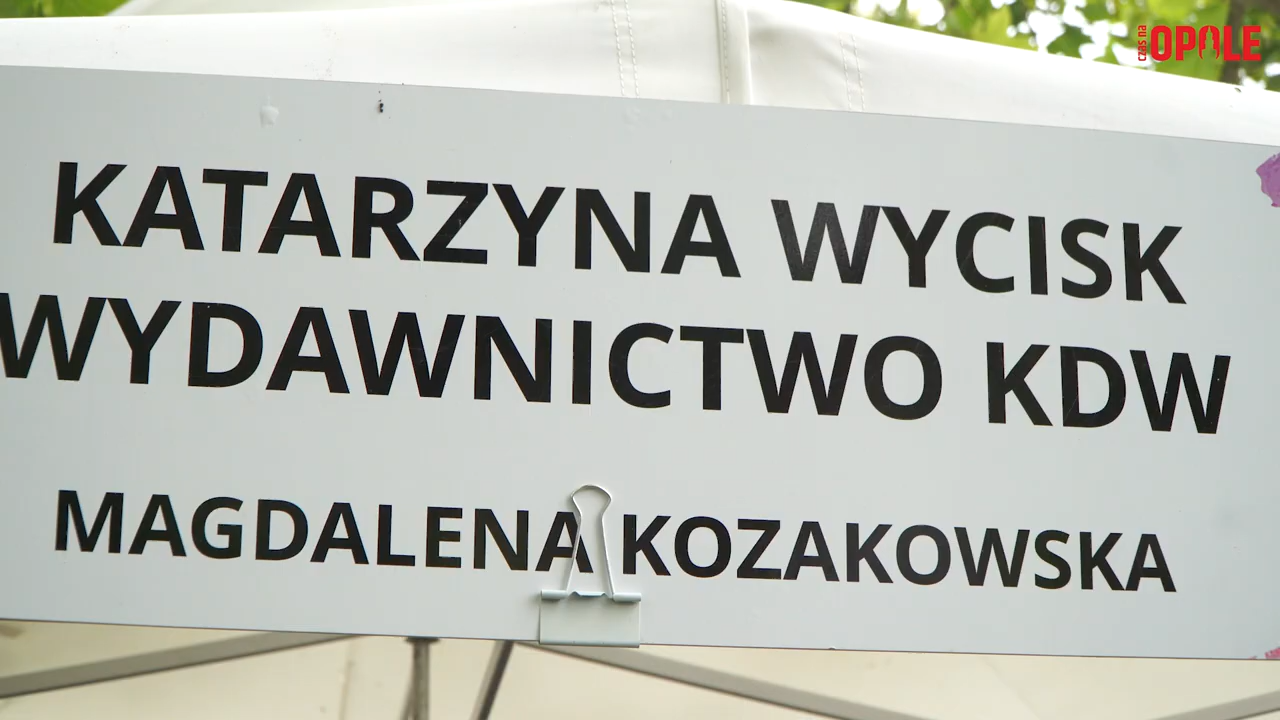 czas na OPOLE
KATARZYNA WYCISK
WYDAWNICTWO KDW
MAGDALENA KOZAKOWSKA